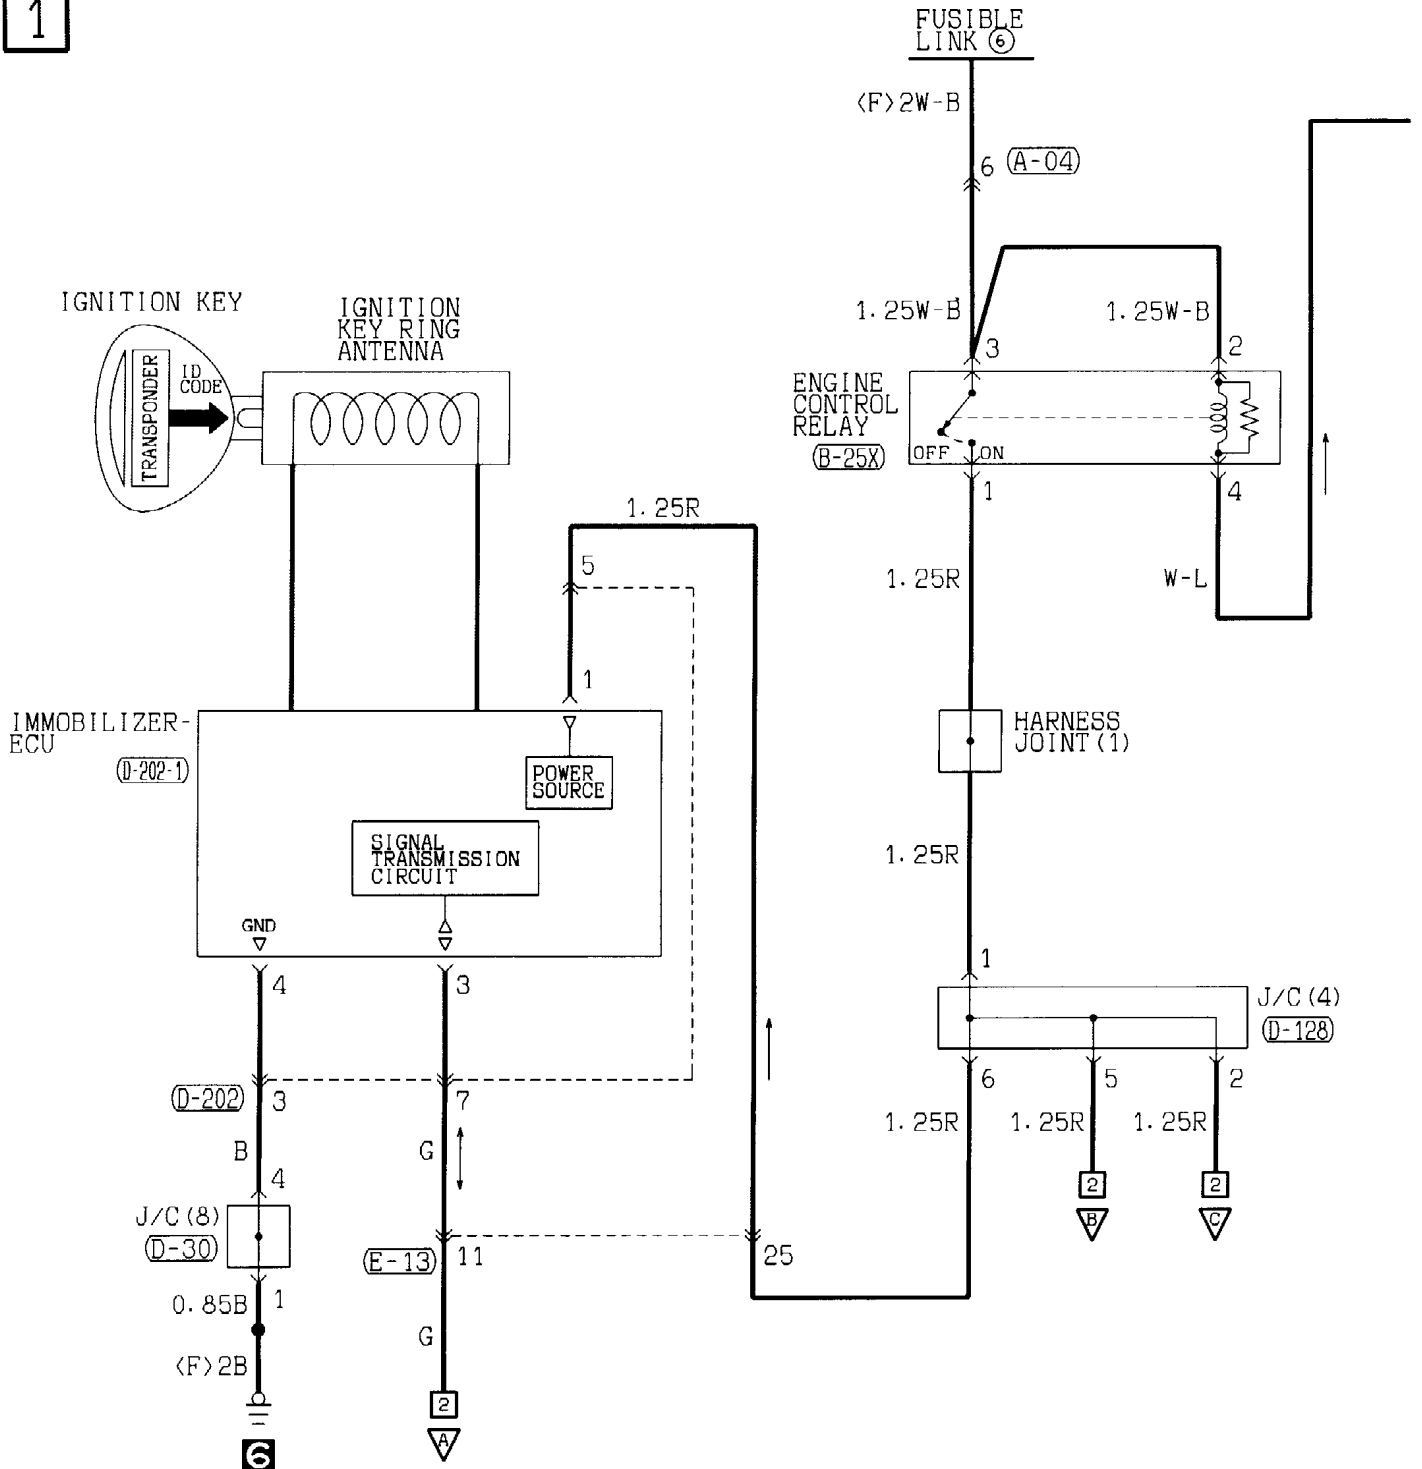 1
FUSIBLE
LINK 6
<F>2W-B
6 A-04
IGNITION KEY
IGNITION
KEY RING
ANTENNA
TRANSPONDER
ID
CODE
1.25W-B
1.25W-B
3
2
ENGINE
CONTROL
RELAY
B-25X
OFF
ON
1
4
1.25R
5
1.25R
W-L
1
IMMOBILIZER-
ECU
D-202-1
POWER
SOURCE
SIGNAL
TRANSMISSION
CIRCUIT
GND
HARNESS
JOINT(1)
1.25R
1
J/C(4)
D-128
4
3
6
5
2
D-202
3
7
1.25R
1.25R
1.25R
B
G
4
2
2
B
C
J/C(8)
D-30
E-13
11
25
0.85B
1
G
<F>2B
2
A
6